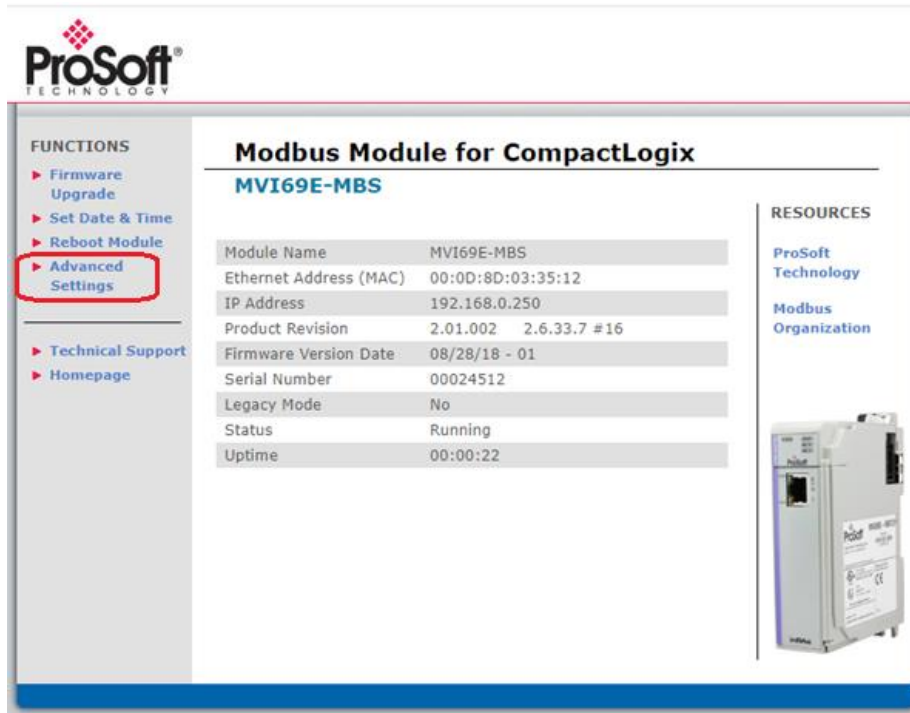 ProSoft®
TECHNOLOGY
FUNCTIONS
Firmware
Upgrade
Set Date & Time
Reboot Module
Advanced
Settings
Technical Support
Homepage
Modbus Module for CompactLogix
MVI69E-MBS
Module Name MVI69E-MBS
Ethernet Address (MAC) 00:0D:8D:03:35:12
IP Address 192.168.0.250
Product Revision 2.01.002 2.6.33.7 #16
Firmware Version Date 08/28/18 - 01
Serial Number 00024512
Legacy Mode No
Status Running
Uptime 00:00:22
RESOURCES
ProSoft
Technology
Modbus
Organization
ProSoft